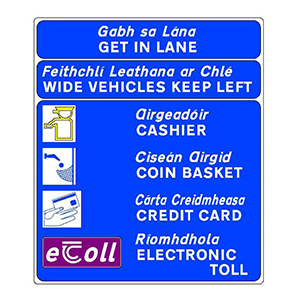 Gabh sa Lána
GET IN LANE
Feithchlí Leathana ar Chlé
WIDE VEHICLES KEEP LEFT
Airgeadóir
CASHIER
Ciseán Airgid
COIN BASKET
Cárta Creidmheasa
CREDIT CARD
eToll
Ríomhdhola
ELECTRONIC
TOLL